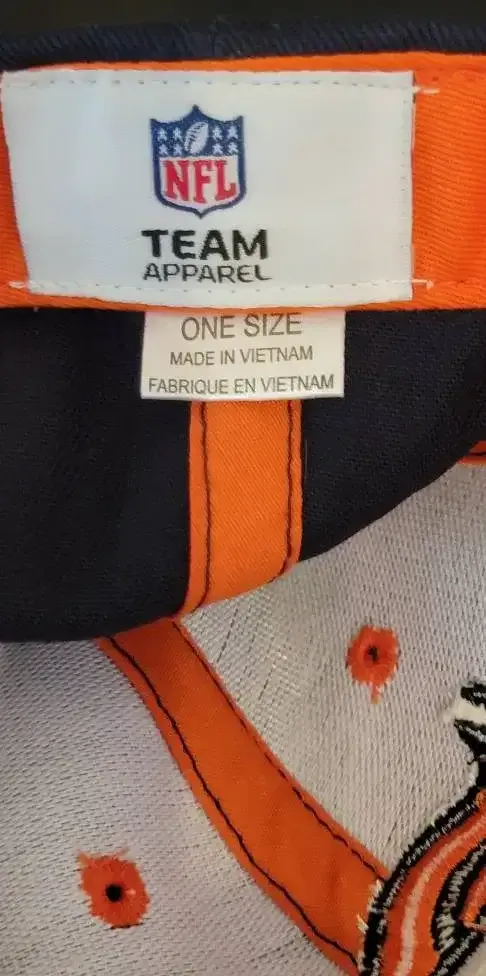 NFL
TEAM
APPAREL
ONE SIZE
MADE IN VIETNAM
FABRIQUE EN VIETNAM